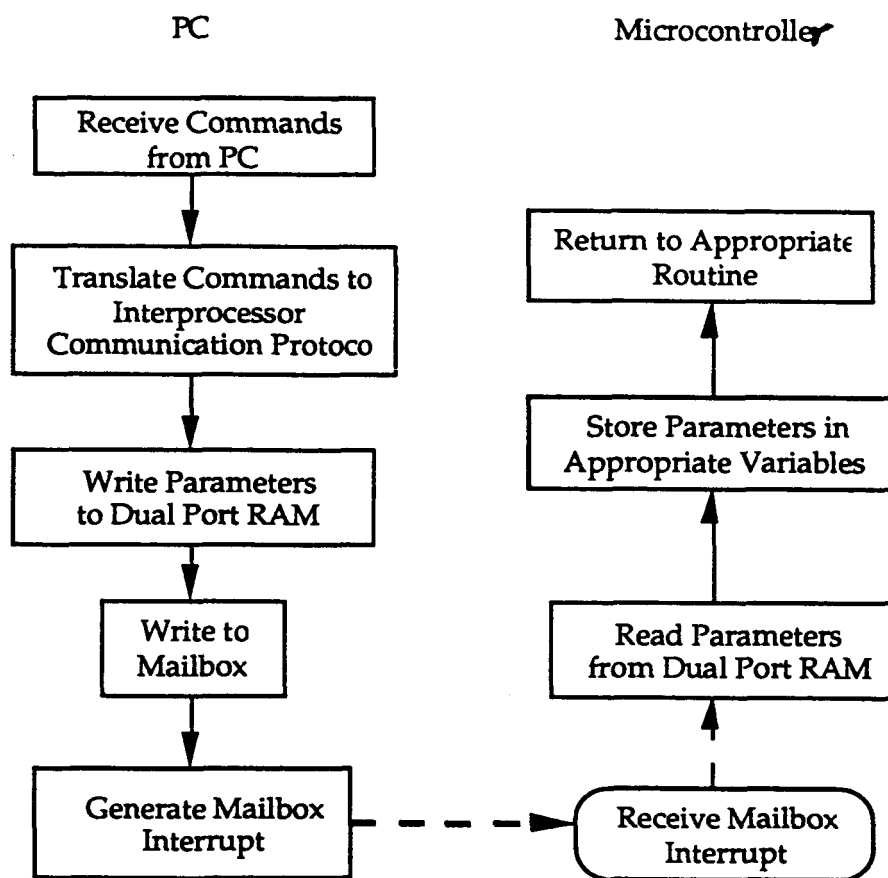 PC
Microcontroller
Receive Commands
from PC
Translate Commands to
Interprocessor
Communication Protoco
Write Parameters
to Dual Port RAM
Write to
Mailbox
Generate Mailbox
Interrupt
Return to Appropriate
Routine
Store Parameters in
Appropriate Variables
Read Parameters
from Dual Port RAM
Receive Mailbox
Interrupt